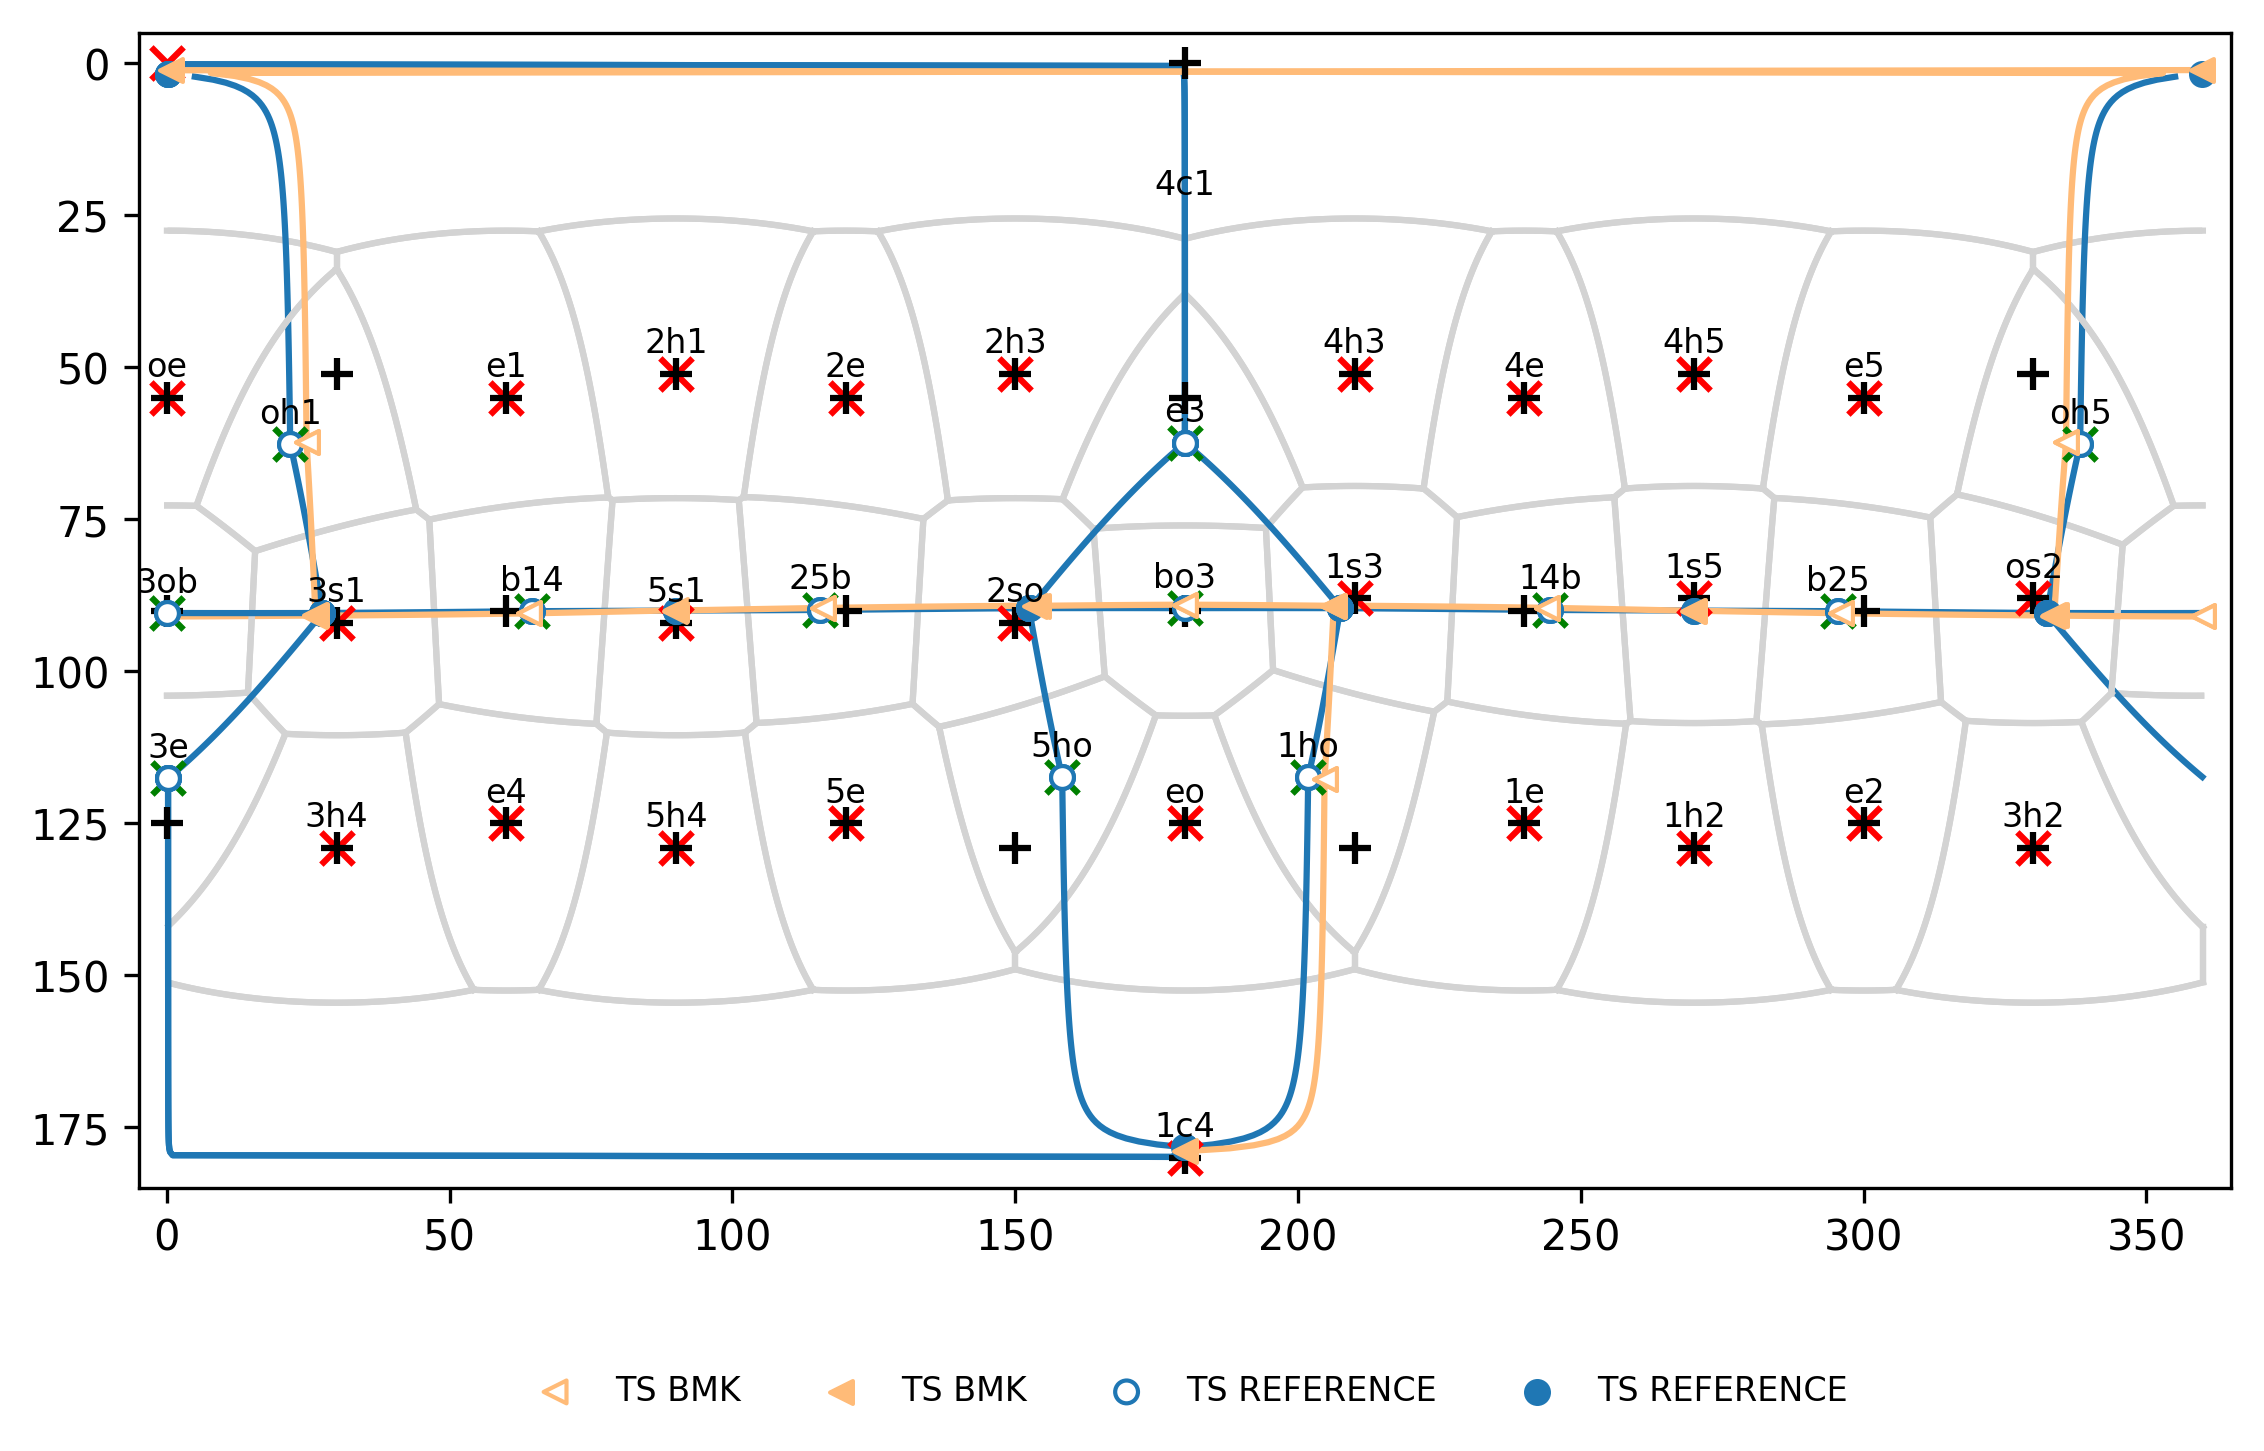 0
4c1
25
2h1 2h3 4h3 4h5
oe e1 2e 4e e5
50
oh1 e3 oh5
75
3ob 3s1 b14 5s1 25b 2so bo3 1s3 14b 1s5 b25 os2
100
3e 5ho 1ho
e4 5e eo 1e e2
3h4 5h4 1h2 3h2
125
150
1c4
175
0 50 100 150 200 250 300 350
TS BMK TS BMK TS REFERENCE TS REFERENCE